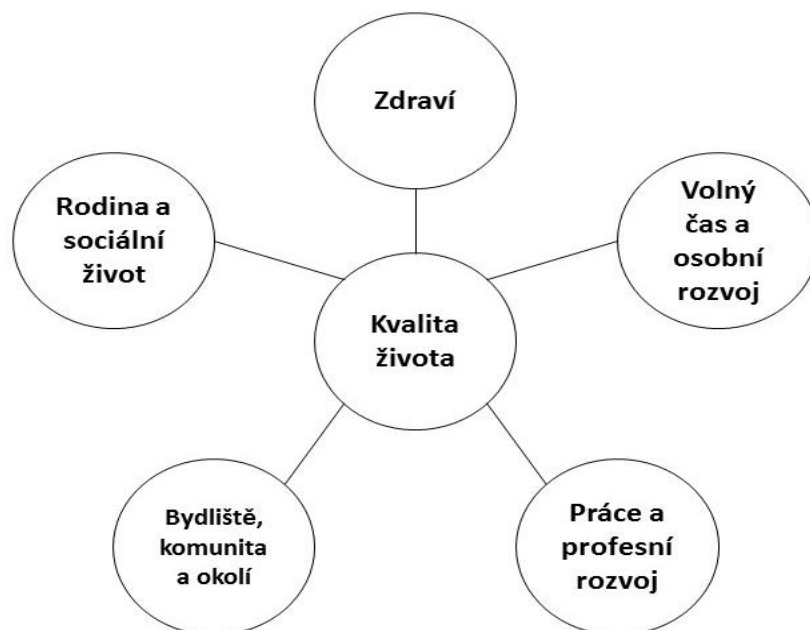 Zdraví
Rodina a
sociální
život
Volný
čas a
osobní
rozvoj
Kvalita
života
Bydliště,
komunita
a okolí
Práce a
profesní
rozvoj